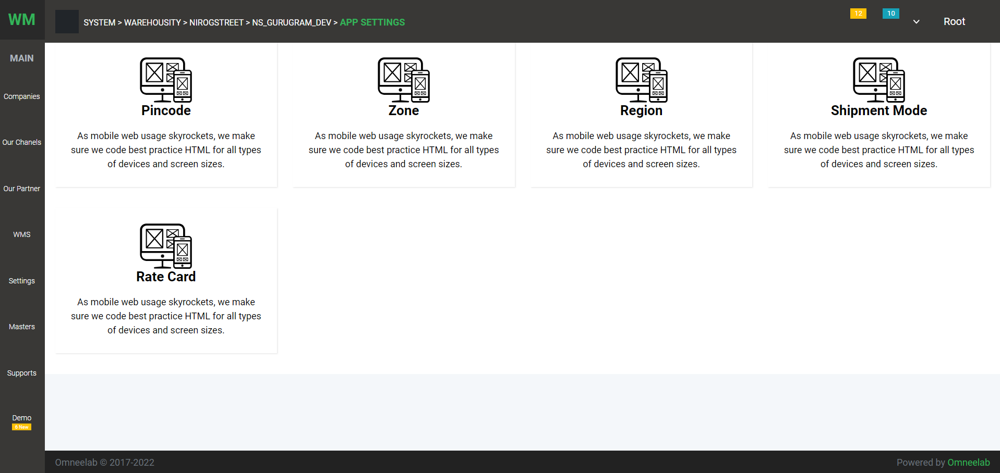 WM
SYSTEM > WAREHOUSITY > NIROGSTREET > NS_GURUGRAM_DEV > APP SETTINGS
12
10
Root
MAIN
Companies
Our Chanels
Our Partner
WMS
Settings
Masters
Supports
Demo
6 New
Pincode
As mobile web usage skyrockets, we make
sure we code best practice HTML for all types
of devices and screen sizes.
Zone
As mobile web usage skyrockets, we make
sure we code best practice HTML for all types
of devices and screen sizes.
Region
As mobile web usage skyrockets, we make
sure we code best practice HTML for all types
of devices and screen sizes.
Shipment Mode
As mobile web usage skyrockets, we make
sure we code best practice HTML for all types
of devices and screen sizes.
Rate Card
As mobile web usage skyrockets, we make
sure we code best practice HTML for all types
of devices and screen sizes.
Omneelab © 2017-2022
Powered by Omneelab